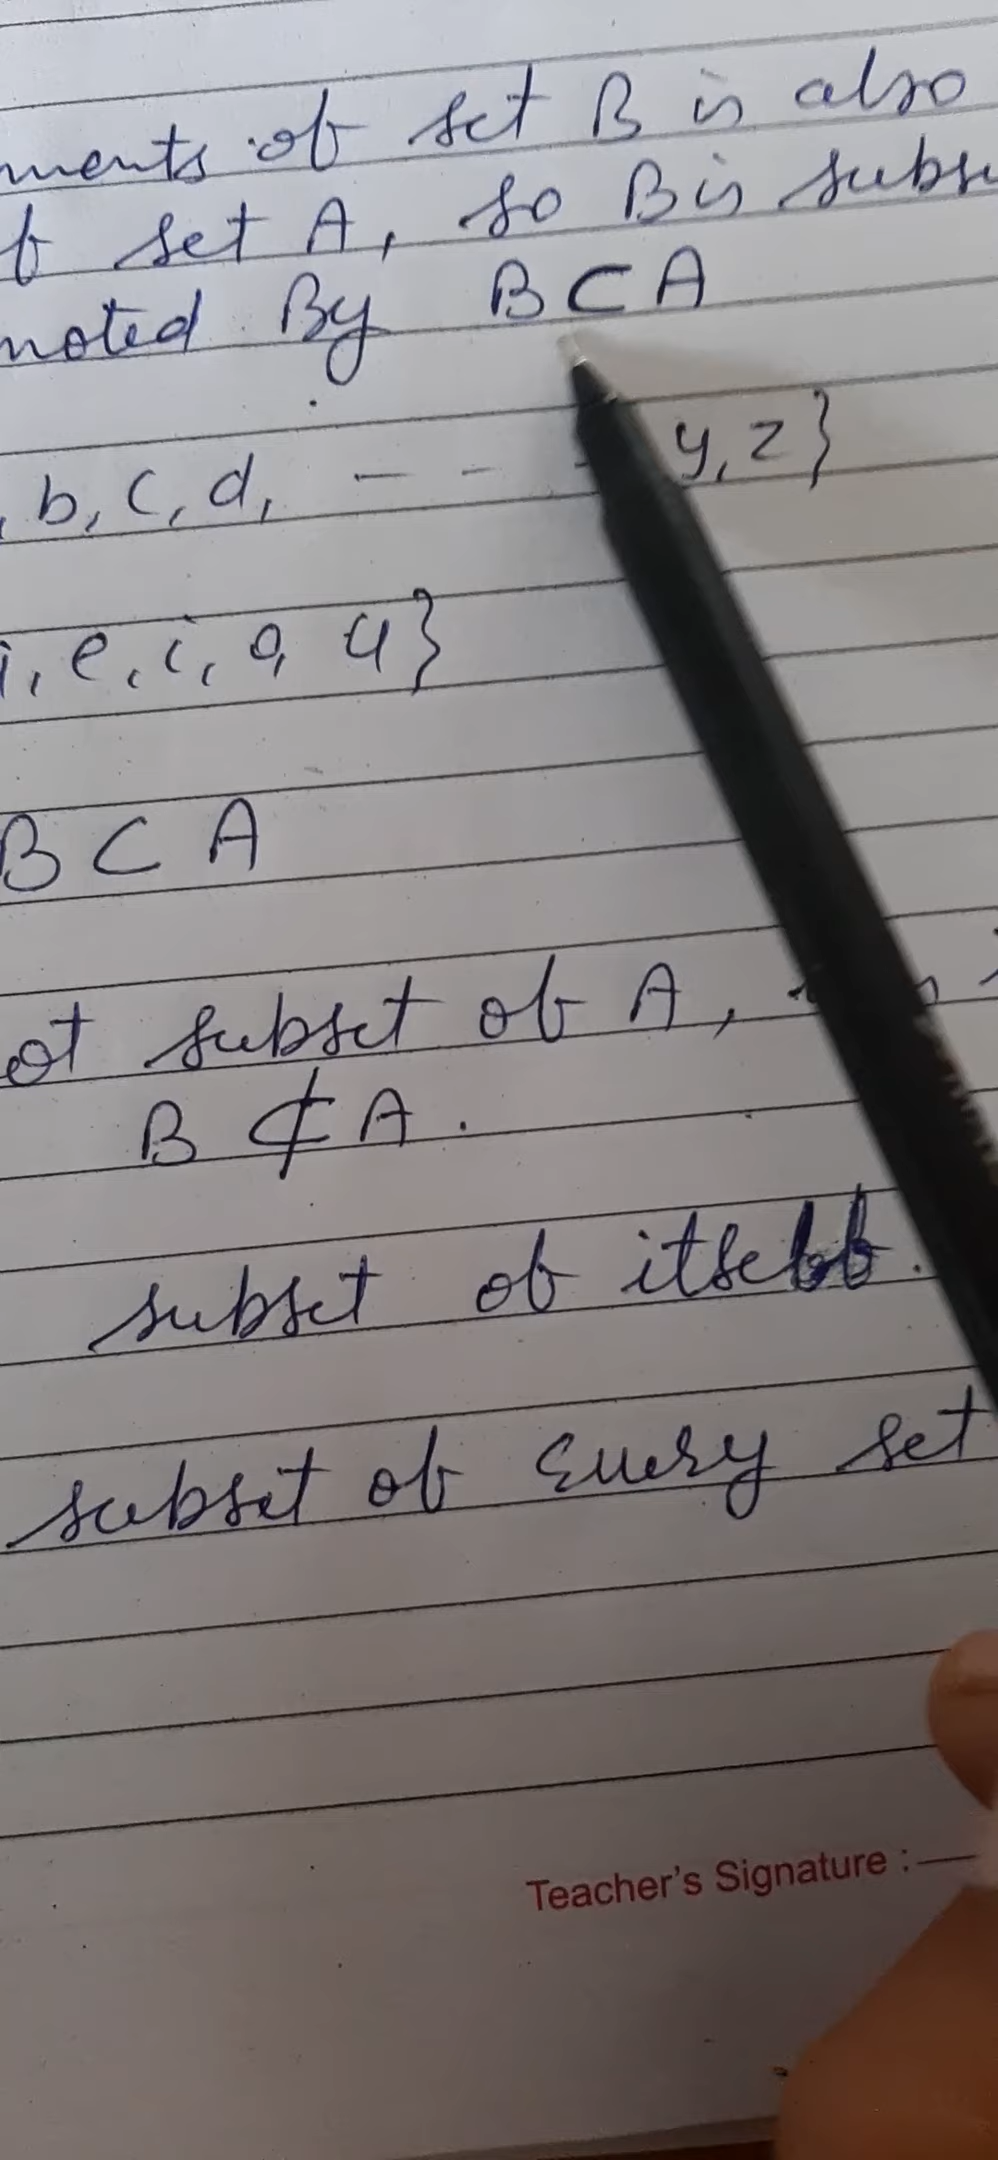 ments of set B is also
f set A, so B is subse
noted By B ⊂ A
, b, c, d, - - - y, z}
, e, i, o, u}
B ⊂ A
ot subset of A,
B ⊄ A.
subset of itself.
subset of Every set
Teacher's Signature :